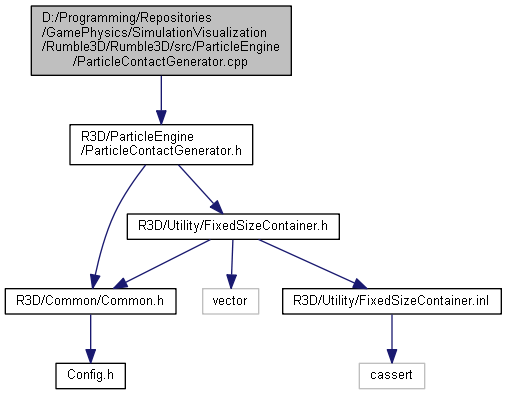 D:/Programming/Repositories
/GamePhysics/SimulationVisualization
/Rumble3D/Rumble3D/src/ParticleEngine
/ParticleContactGenerator.cpp
R3D/ParticleEngine
/ParticleContactGenerator.h
R3D/Utility/FixedSizeContainer.h
R3D/Common/Common.h
vector
R3D/Utility/FixedSizeContainer.inl
Config.h
cassert